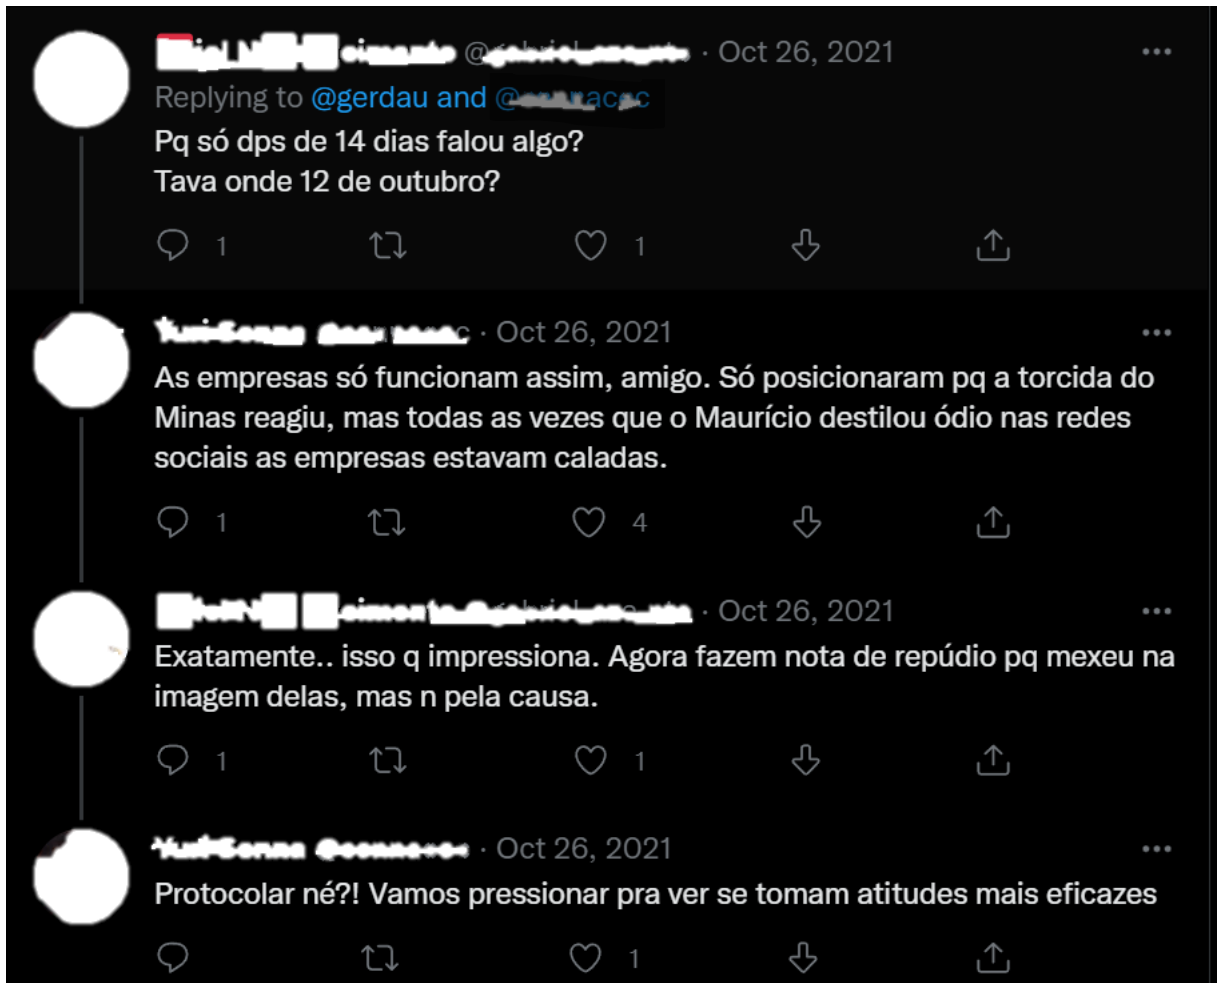 · Oct 26, 2021
Replying to @gerdau and
Pq só dps de 14 dias falou algo?
Tava onde 12 de outubro?
1 1
· Oct 26, 2021
As empresas só funcionam assim, amigo. Só posicionaram pq a torcida do
Minas reagiu, mas todas as vezes que o Maurício destilou ódio nas redes
sociais as empresas estavam caladas.
1 4
· Oct 26, 2021
Exatamente.. isso q impressiona. Agora fazem nota de repúdio pq mexeu na
imagem delas, mas n pela causa.
1 1
· Oct 26, 2021
Protocolar né?! Vamos pressionar pra ver se tomam atitudes mais eficazes
1